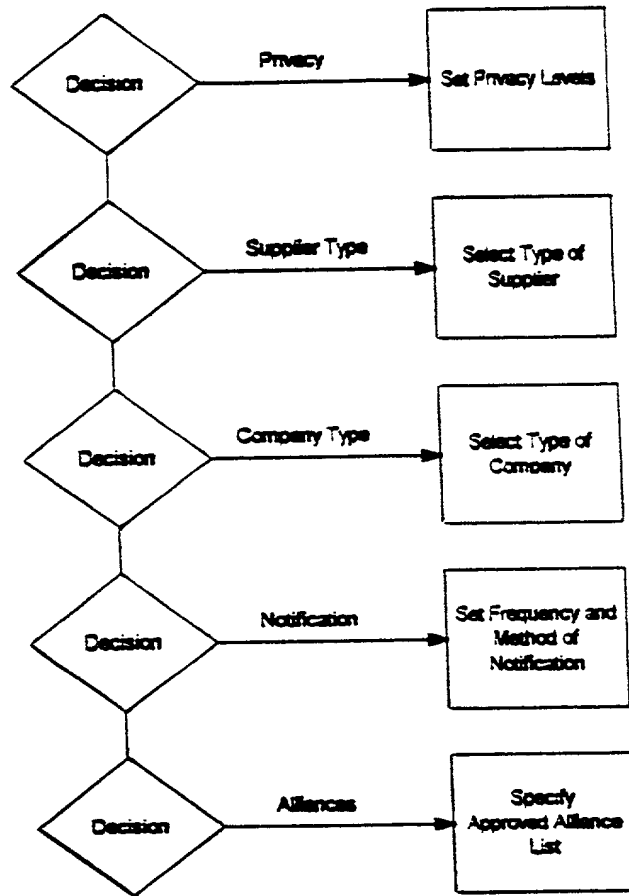 Decision
Privacy
Set Privacy Levels
Decision
Supplier Type
Select Type of
Supplier
Decision
Company Type
Select Type of
Company
Decision
Notification
Set Frequency and
Method of
Notification
Decision
Alliances
Specify
Approved Alliance
List